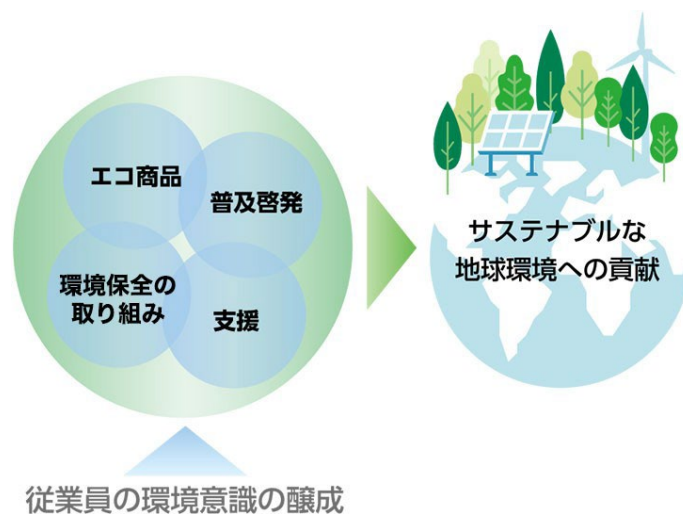 エコ商品
普及啓発
環境保全の
取り組み
支援
サステナブルな
地球環境への貢献
従業員の環境意識の醸成